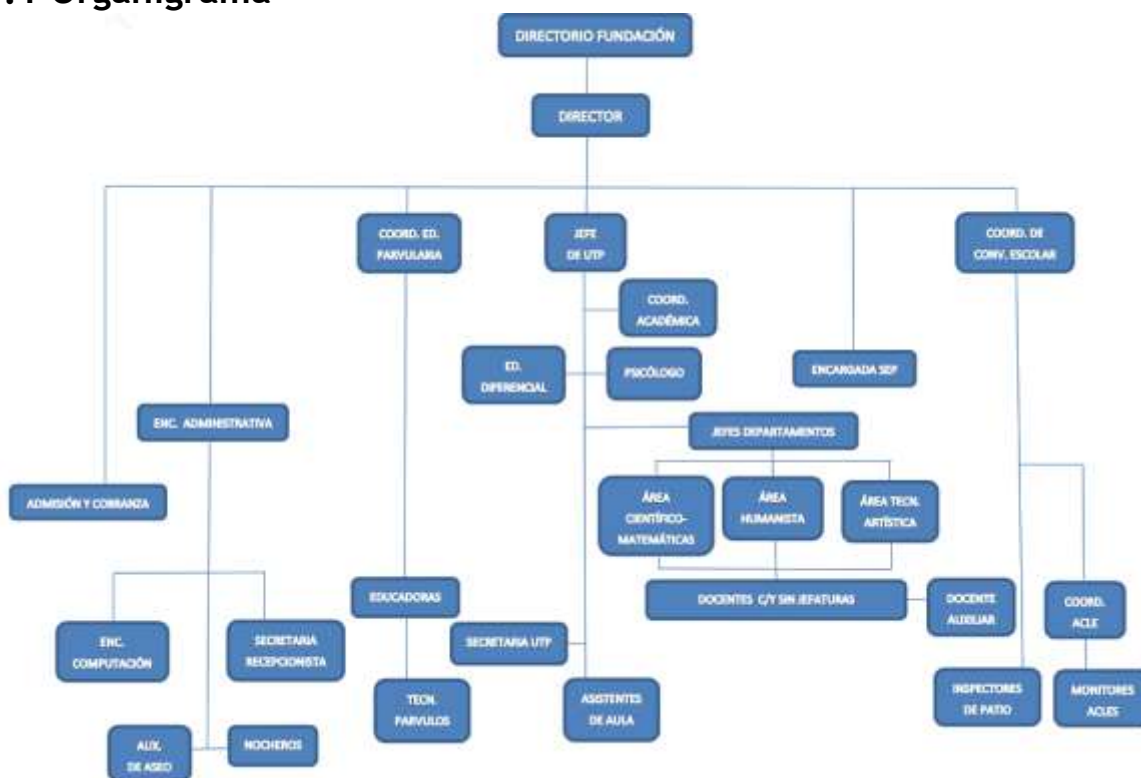 Organigrama
DIRECTORIO FUNDACIÓN
DIRECTOR
COORD. ED.
PARVULARIA
JEFE
DE UTP
COORD. DE
CONV. ESCOLAR
COORD.
ACADÉMICA
ED.
DIFERENCIAL
PSICÓLOGO
ENCARGADA SEP
ENC. ADMINISTRATIVA
JEFES DEPARTAMENTOS
ADMISIÓN Y COBRANZA
ÁREA
CIENTÍFICO-
MATEMÁTICAS
ÁREA
HUMANISTA
ÁREA TECN.
ARTÍSTICA
EDUCADORAS
DOCENTES C/Y SIN JEFATURAS
DOCENTE
AUXILIAR
COORD.
ACLE
ENC.
COMPUTACIÓN
SECRETARIA
RECEPCIONISTA
SECRETARIA UTP
TECN.
PARVULOS
ASISTENTES
DE AULA
INSPECTORES
DE PATIO
MONITORES
ACLES
AUX.
DE ASEO
NOCHEROS